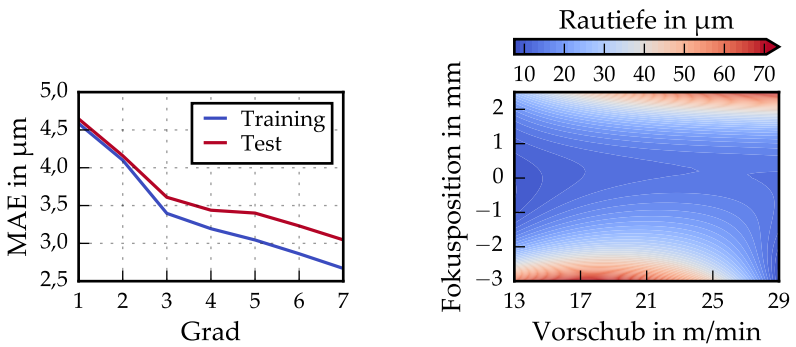 5,0
4,5
4,0
3,5
3,0
2,5
MAE in µm
Training
Test
1 2 3 4 5 6 7
Grad
Rautiefe in µm
10 20 30 40 50 60 70
Fokusposition in mm
2
1
0
−1
−2
−3
13 17 21 25 29
Vorschub in m/min